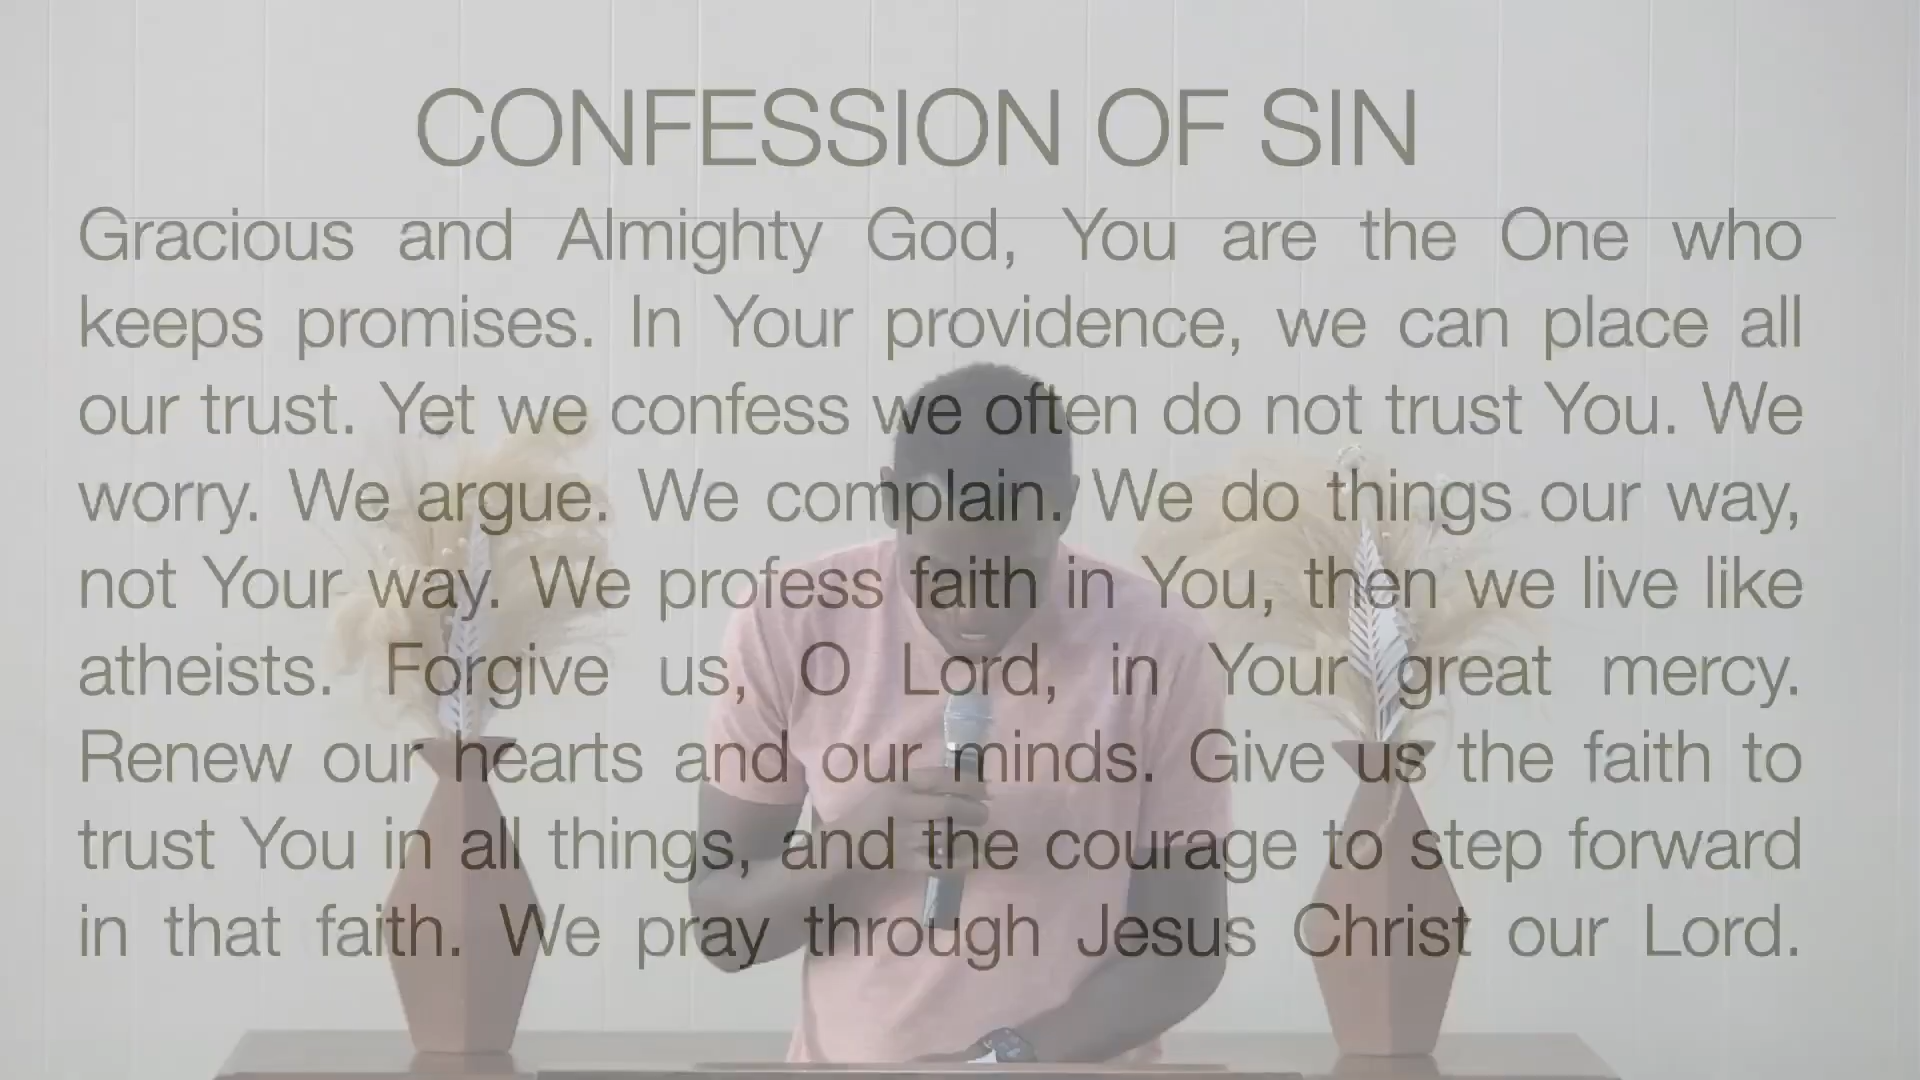 CONFESSION OF SIN
Gracious and Almighty God, You are the One who
keeps promises. In Your providence, we can place all
our trust. Yet we confess we often do not trust You. We
worry. We argue. We complain. We do things our way,
not Your way. We profess faith in You, then we live like
atheists. Forgive us, O Lord, in Your great mercy.
Renew our hearts and our minds. Give us the faith to
trust You in all things, and the courage to step forward
in that faith. We pray through Jesus Christ our Lord.